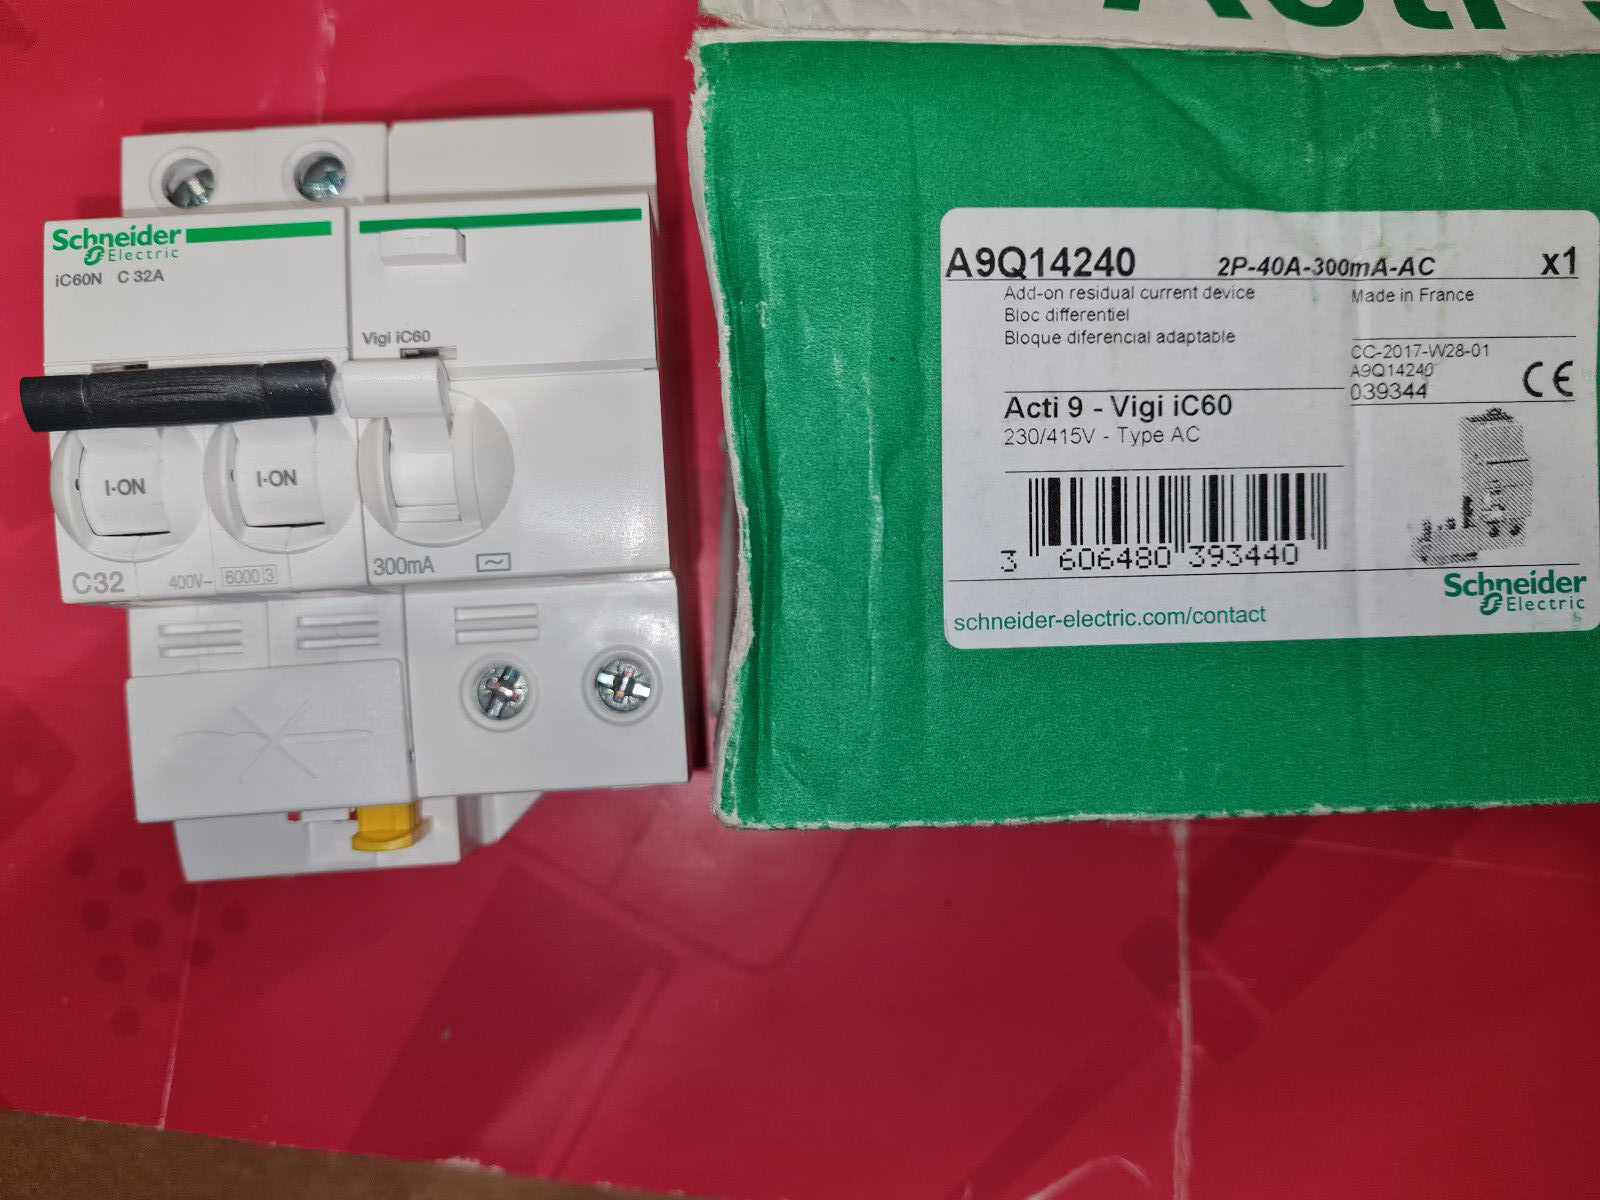 Schneider
Electric
iC60N C 32A
Vigi iC60
I·ON
I·ON
C32
400V~ 6000 3
300mA
A9Q14240 2P-40A-300mA-AC x1
Add-on residual current device
Bloc differentiel
Bloque diferencial adaptable
Made in France
CC-2017-W28-01
A9Q14240
039344
CE
Acti 9 - Vigi iC60
230/415V - Type AC
3 606480 393440
Schneider
Electric
schneider-electric.com/contact